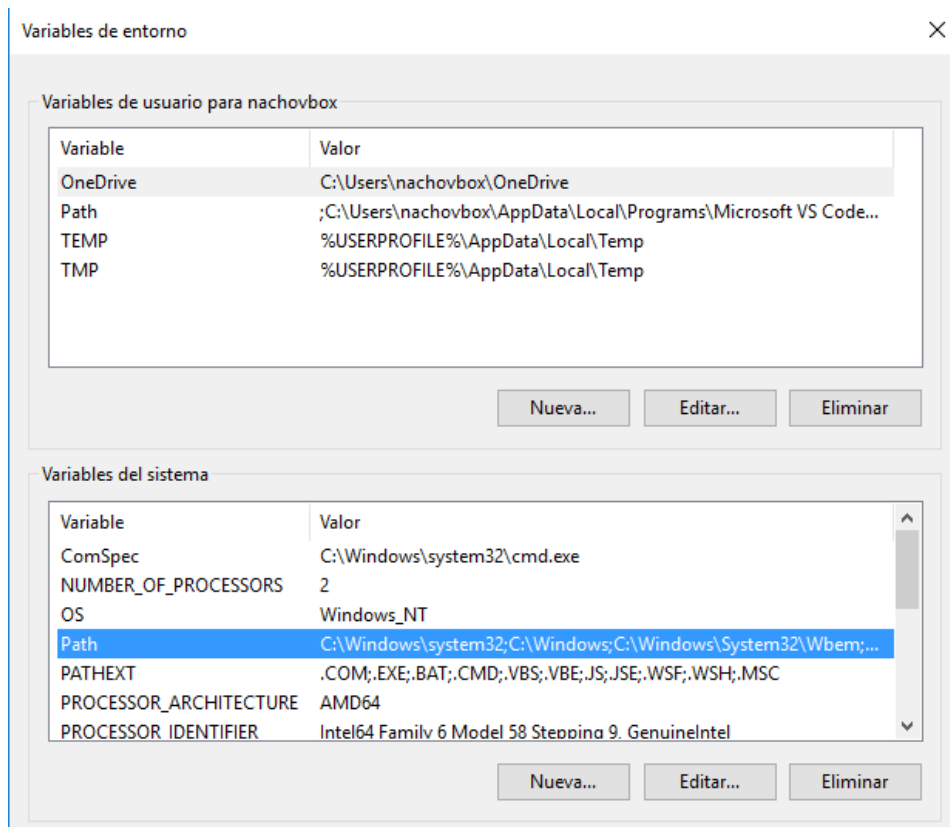 Variables de entorno
Variables de usuario para nachovbox
Variable Valor
OneDrive C:\Users\nachovbox\OneDrive
Path ;C:\Users\nachovbox\AppData\Local\Programs\Microsoft VS Code...
TEMP %USERPROFILE%\AppData\Local\Temp
TMP %USERPROFILE%\AppData\Local\Temp
Nueva... Editar... Eliminar
Variables del sistema
Variable Valor
ComSpec C:\Windows\system32\cmd.exe
NUMBER_OF_PROCESSORS 2
OS Windows_NT
Path C:\Windows\system32;C:\Windows;C:\Windows\System32\Wbem;...
PATHEXT .COM;.EXE;.BAT;.CMD;.VBS;.VBE;.JS;.JSE;.WSF;.WSH;.MSC
PROCESSOR_ARCHITECTURE AMD64
PROCESSOR_IDENTIFIER Intel64 Family 6 Model 58 Stepping 9, GenuineIntel
Nueva... Editar... Eliminar